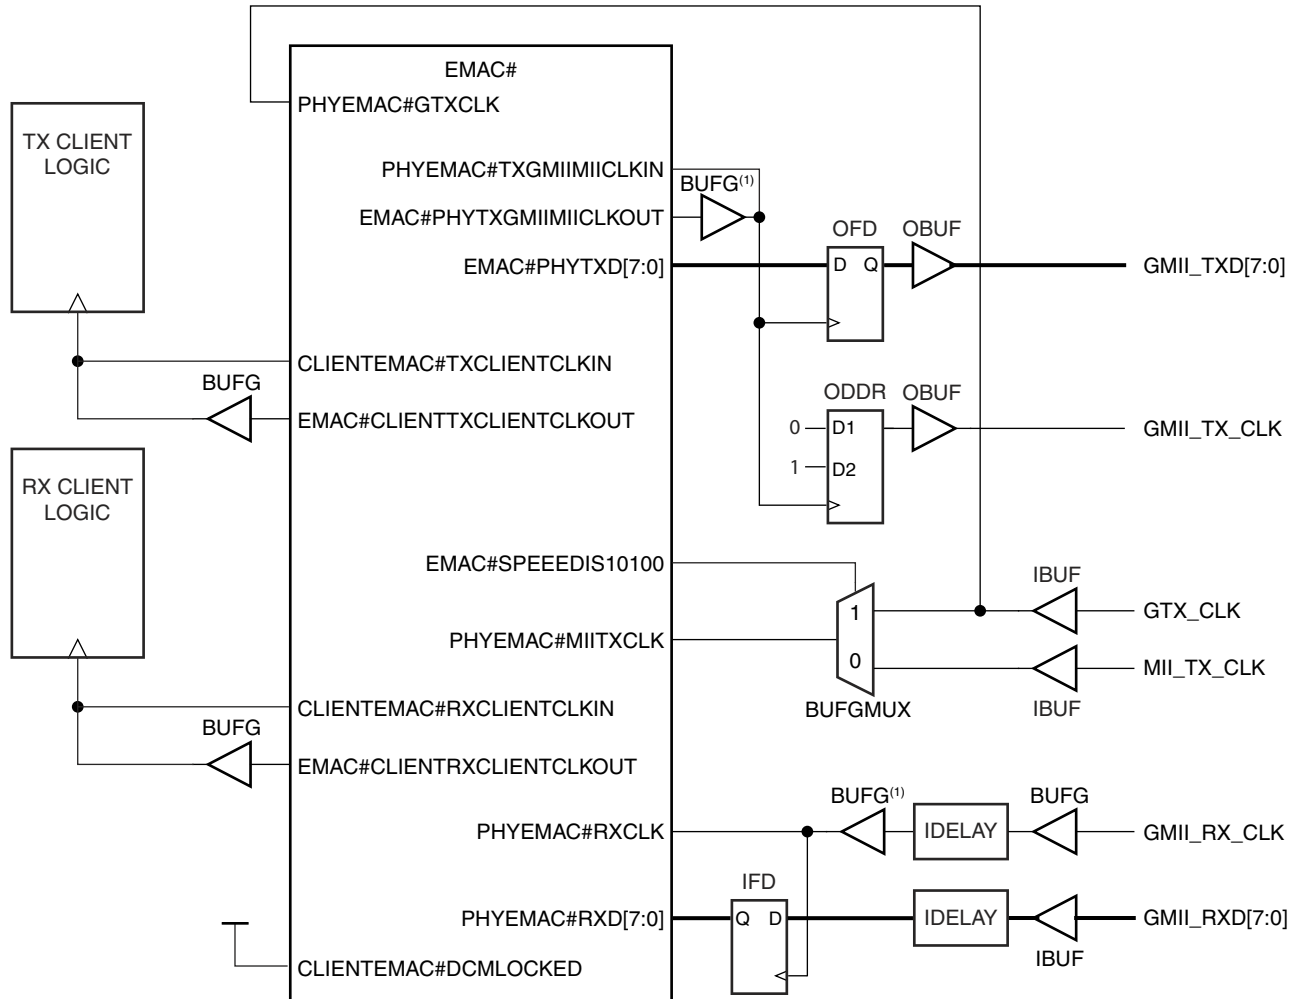 EMAC#
PHYEMAC#GTXCLK
TX CLIENT
LOGIC
PHYEMAC#TXGMIIMIICLKIN
BUFG(1)
EMAC#PHYTXGMIIMIICLKOUT
OFD
OBUF
EMAC#PHYTXD[7:0]
D Q
GMII_TXD[7:0]
CLIENTEMAC#TXCLIENTCLKIN
BUFG
ODDR
OBUF
EMAC#CLIENTTXCLIENTCLKOUT
0
D1
GMII_TX_CLK
1
D2
RX CLIENT
LOGIC
EMAC#SPEEEDIS10100
IBUF
1
GTX_CLK
PHYEMAC#MIITXCLK
0
MII_TX_CLK
BUFGMUX
IBUF
CLIENTEMAC#RXCLIENTCLKIN
BUFG
EMAC#CLIENTRXCLIENTCLKOUT
BUFG(1)
BUFG
PHYEMAC#RXCLK
IDELAY
GMII_RX_CLK
IFD
PHYEMAC#RXD[7:0]
Q D
IDELAY
GMII_RXD[7:0]
IBUF
CLIENTEMAC#DCMLOCKED